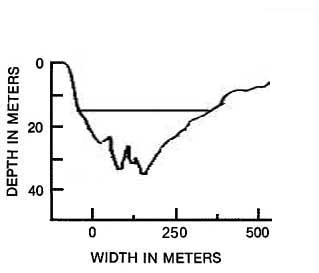 0
20
40
DEPTH IN METERS
0 250 500
WIDTH IN METERS